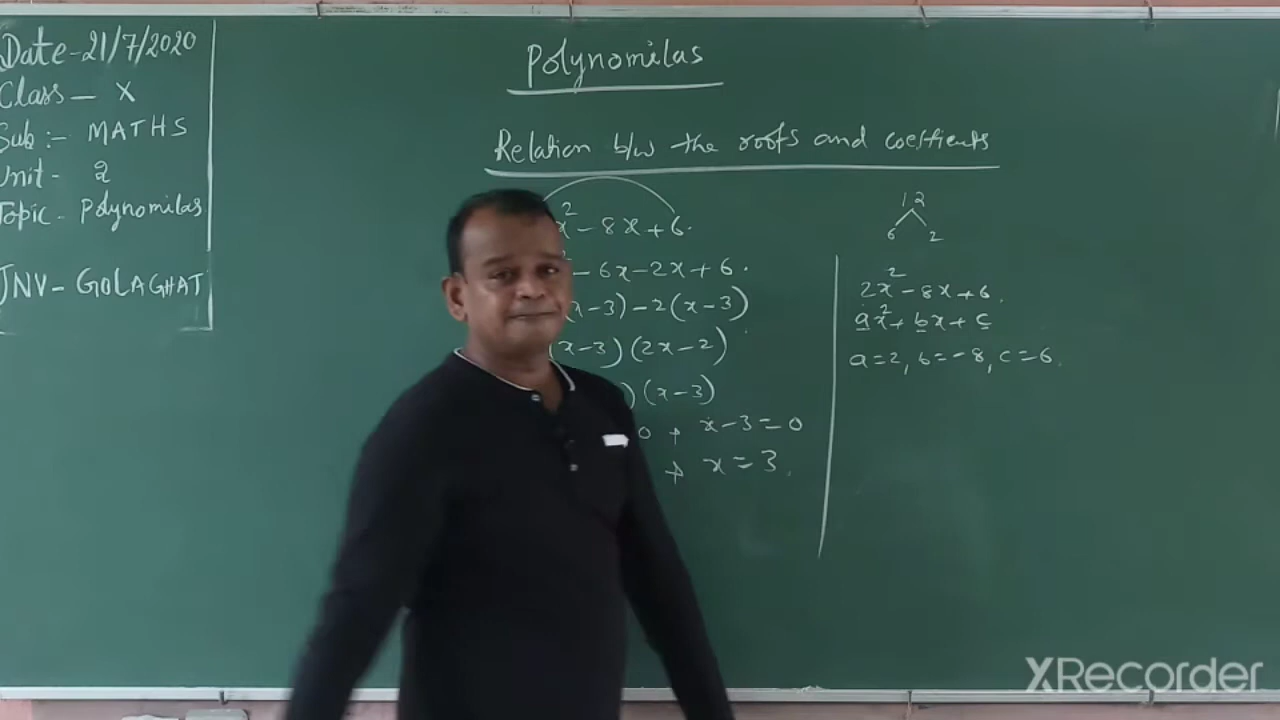 Date-21/7/2020
Class- X
Sub:- MATHS
Unit- 2
Topic- Polynomilas
JNV- GOLAGHAT
Polynomilas
Relation b/w the roots and coefficients
x² - 8x + 6.
- 6x - 2x + 6.
(x-3) - 2(x-3)
(x-3)(2x-2)
)(x-3)
0 , x-3=0
, x=3.
12
6 2
2x² - 8x + 6.
ax² + bx + c
a=2, b=-8, c=6.
XRecorder